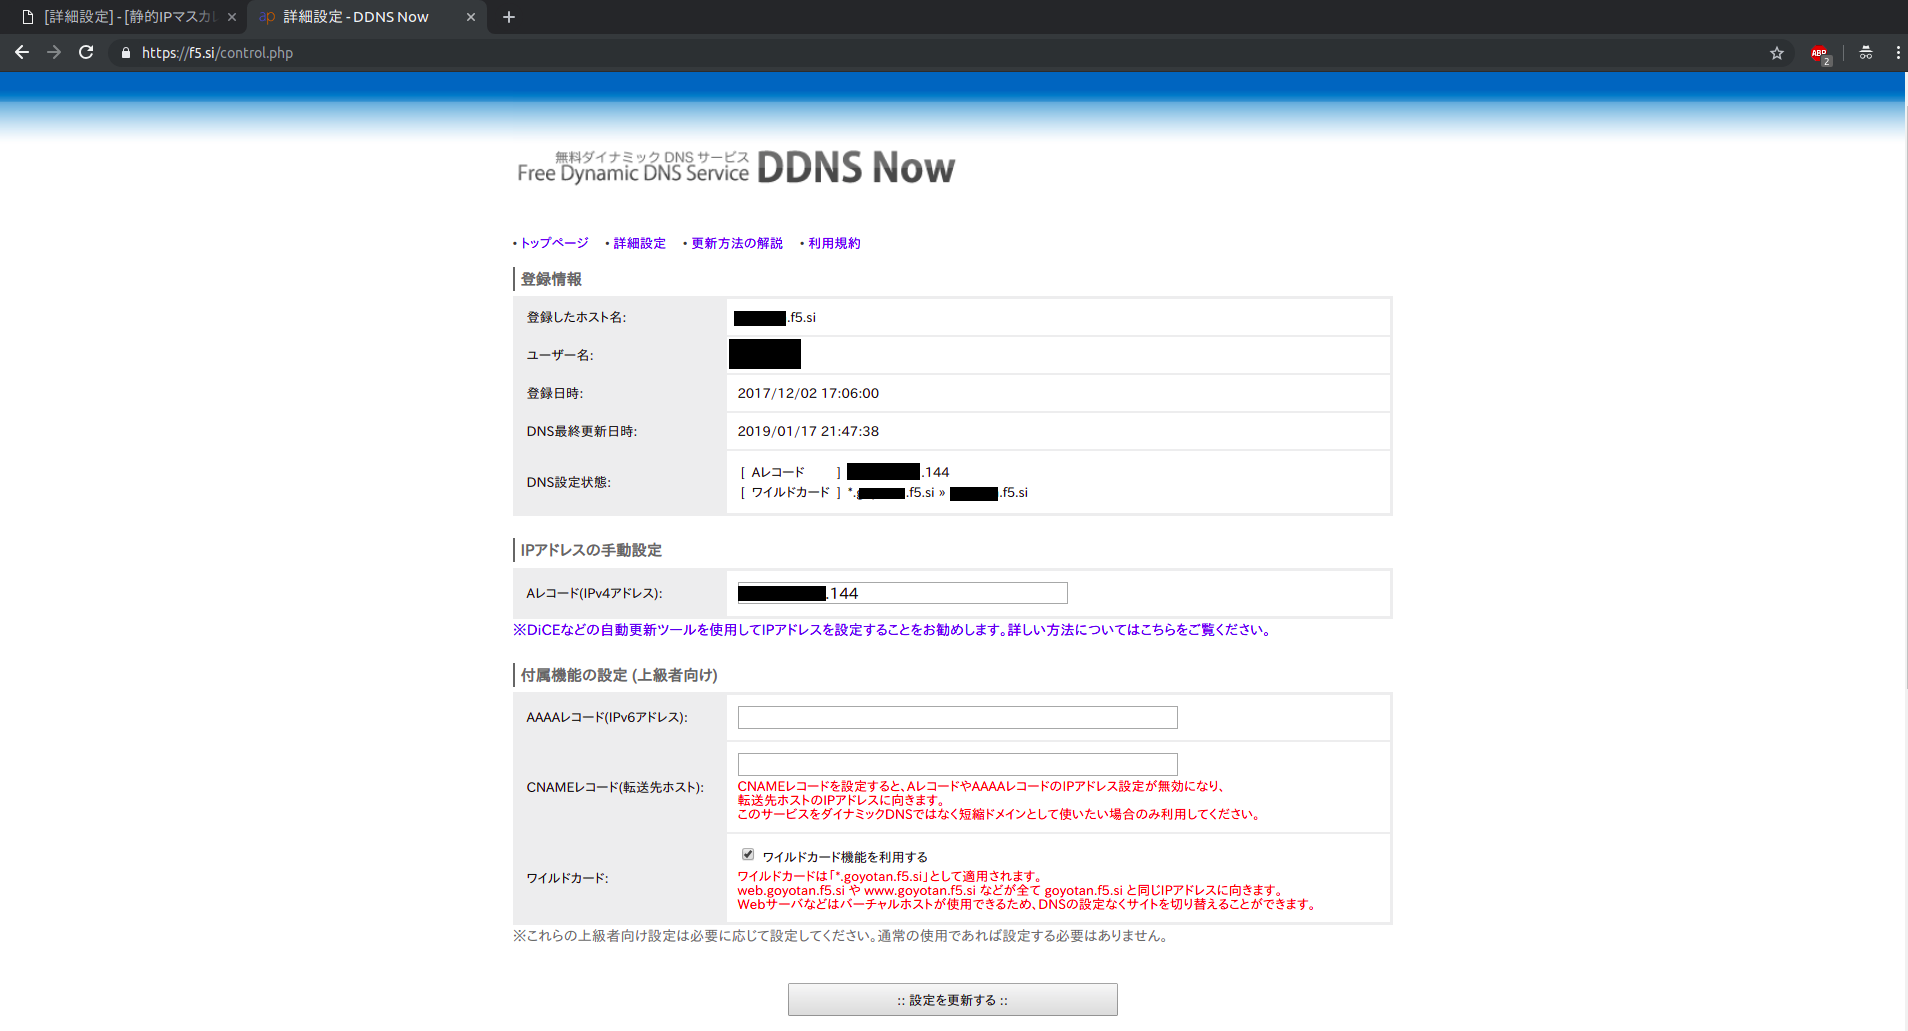 [詳細設定] - [静的IPマスカレ
詳細設定 - DDNS Now
https://f5.si/control.php
ABP
2
無料ダイナミック DNS サービス
Free Dynamic DNS Service DDNS Now
・トップページ ・詳細設定 ・更新方法の解説 ・利用規約
登録情報
登録したホスト名: .f5.si
ユーザー名:
登録日時: 2017/12/02 17:06:00
DNS最終更新日時: 2019/01/17 21:47:38
DNS設定状態:
[ Aレコード ] .144
[ ワイルドカード ] *. .f5.si » .f5.si
IPアドレスの手動設定
Aレコード(IPv4アドレス): .144
※DiCEなどの自動更新ツールを使用してIPアドレスを設定することをお勧めします。詳しい方法についてはこちらをご覧ください。
付属機能の設定 (上級者向け)
AAAAレコード(IPv6アドレス):
CNAMEレコード(転送先ホスト):
CNAMEレコードを設定すると、AレコードやAAAAレコードのIPアドレス設定が無効になり、
転送先ホストのIPアドレスに向きます。
このサービスをダイナミックDNSではなく短縮ドメインとして使いたい場合のみ利用してください。
ワイルドカード:
ワイルドカード機能を利用する
ワイルドカードは「*.goyotan.f5.si」として適用されます。
web.goyotan.f5.si や www.goyotan.f5.si などが全て goyotan.f5.si と同じIPアドレスに向きます。
Webサーバなどはバーチャルホストが使用できるため、DNSの設定なくサイトを切り替えることができます。
※これらの上級者向け設定は必要に応じて設定してください。通常の使用であれば設定する必要はありません。
:: 設定を更新する ::